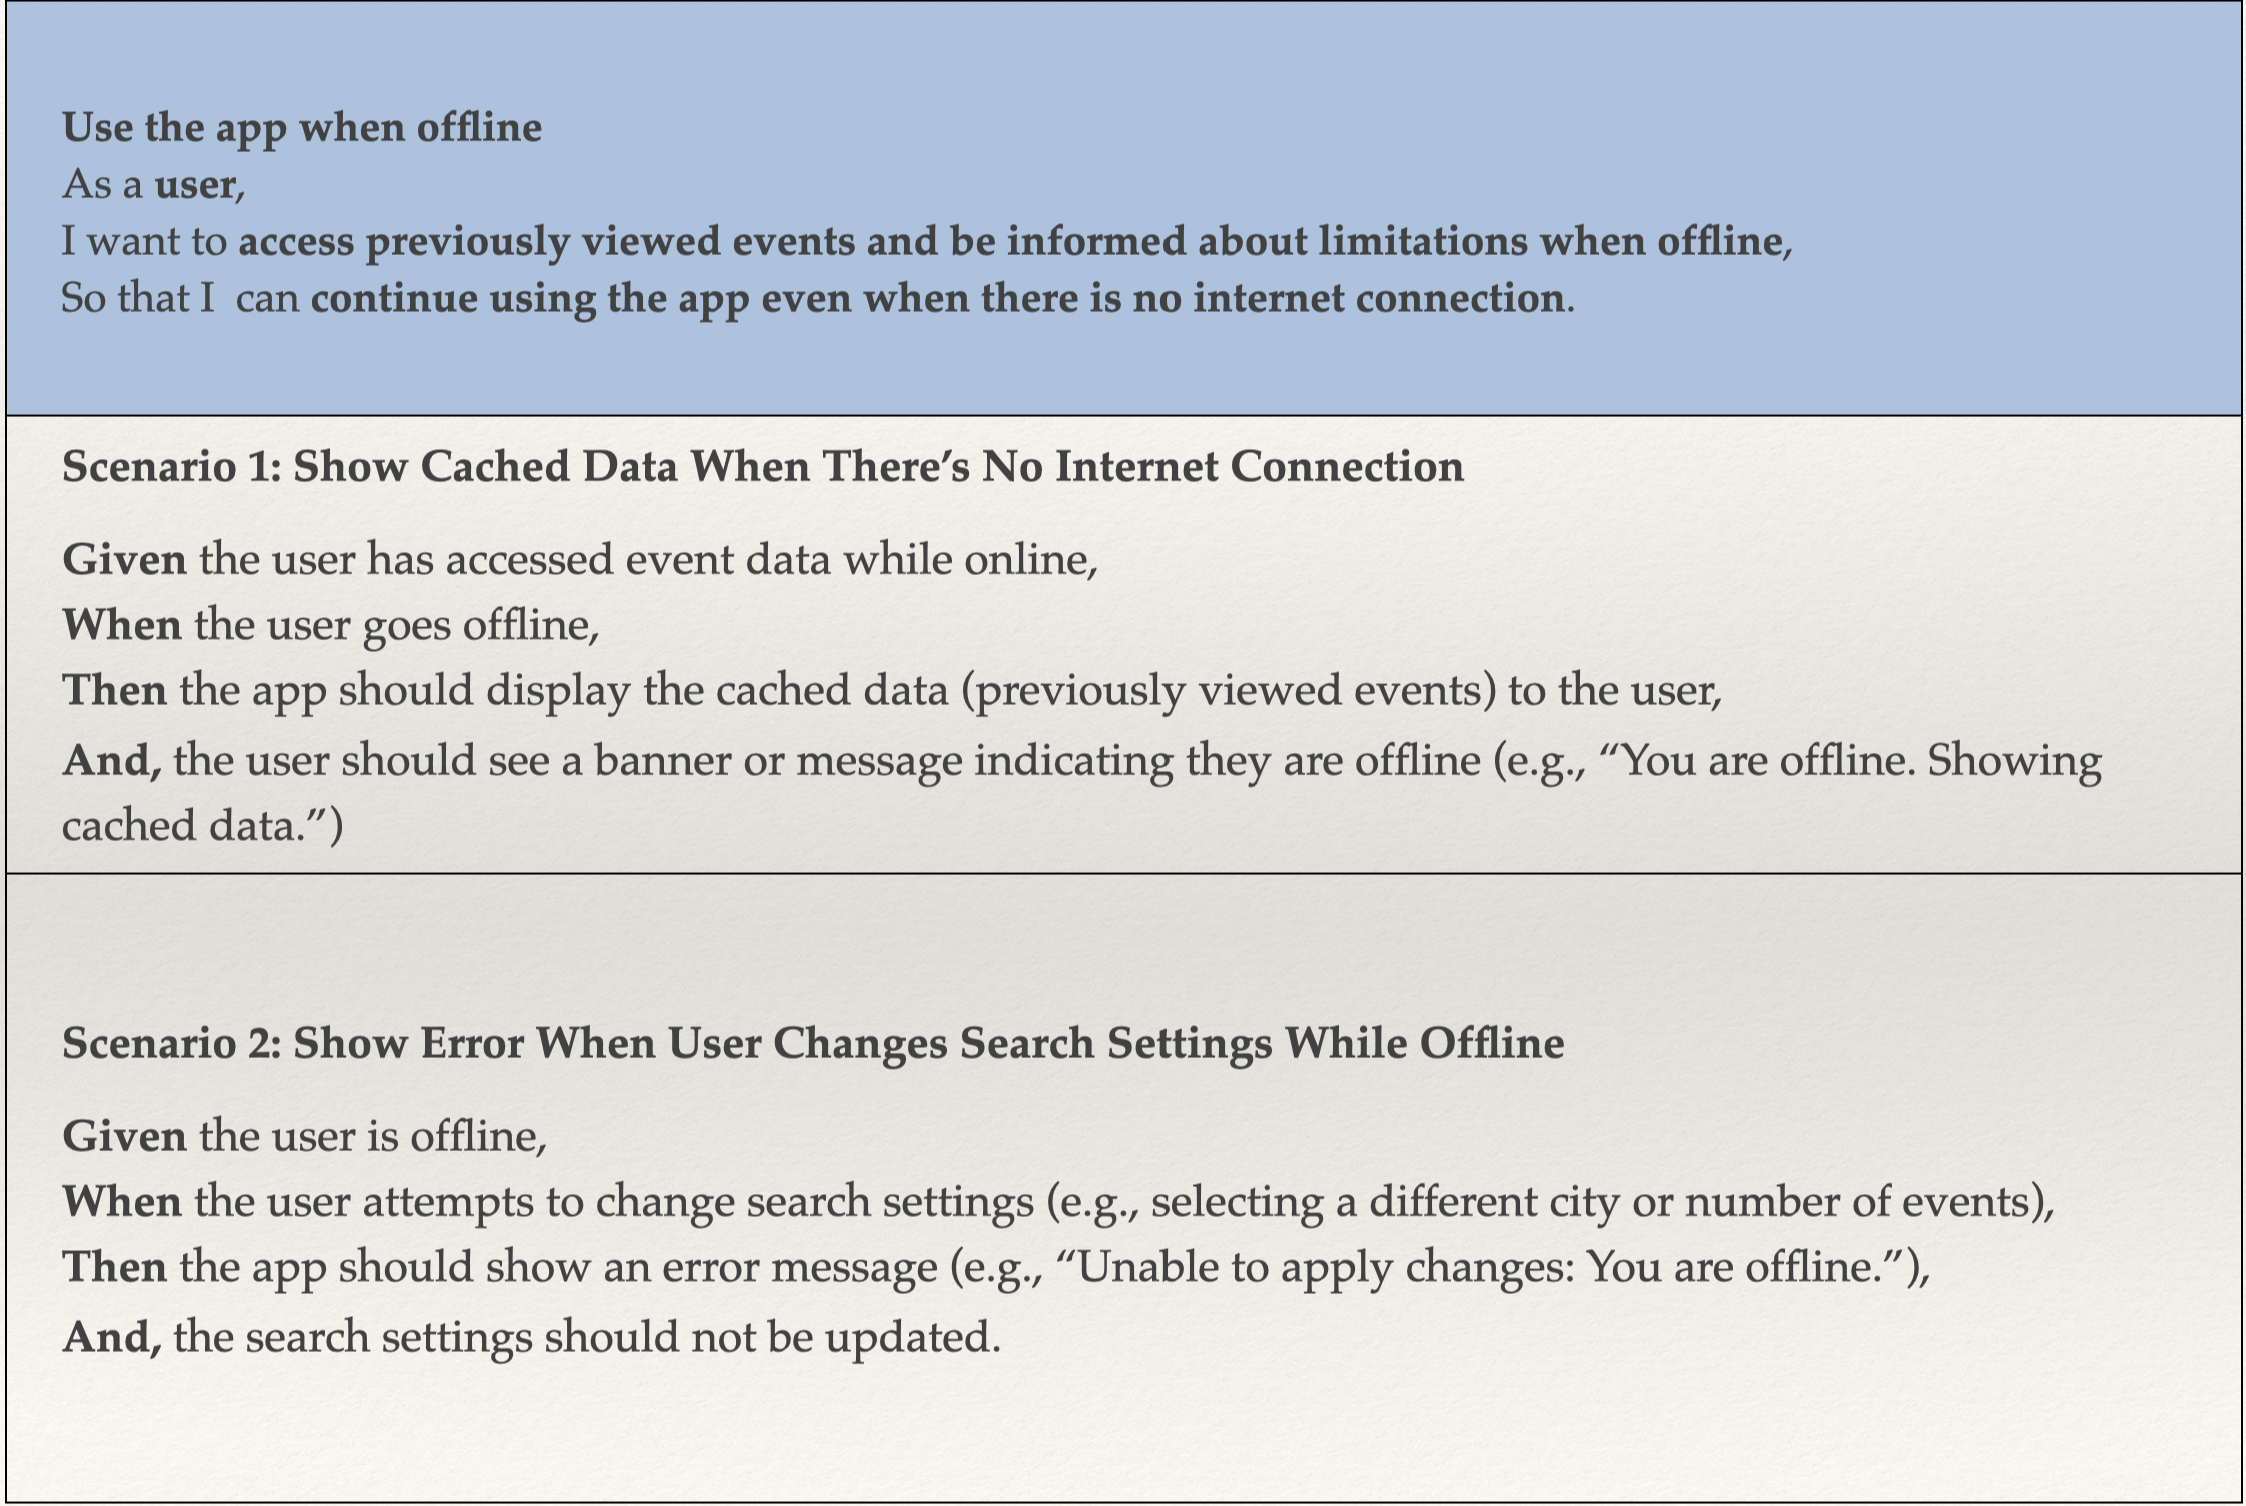 Use the app when offline
As a user,
I want to access previously viewed events and be informed about limitations when offline,
So that I  can continue using the app even when there is no internet connection.
Scenario 1: Show Cached Data When There’s No Internet Connection
Given the user has accessed event data while online,
When the user goes offline,
Then the app should display the cached data (previously viewed events) to the user,
And, the user should see a banner or message indicating they are offline (e.g., “You are offline. Showing
cached data.”)
Scenario 2: Show Error When User Changes Search Settings While Offline
Given the user is offline,
When the user attempts to change search settings (e.g., selecting a different city or number of events),
Then the app should show an error message (e.g., “Unable to apply changes: You are offline.”),
And, the search settings should not be updated.